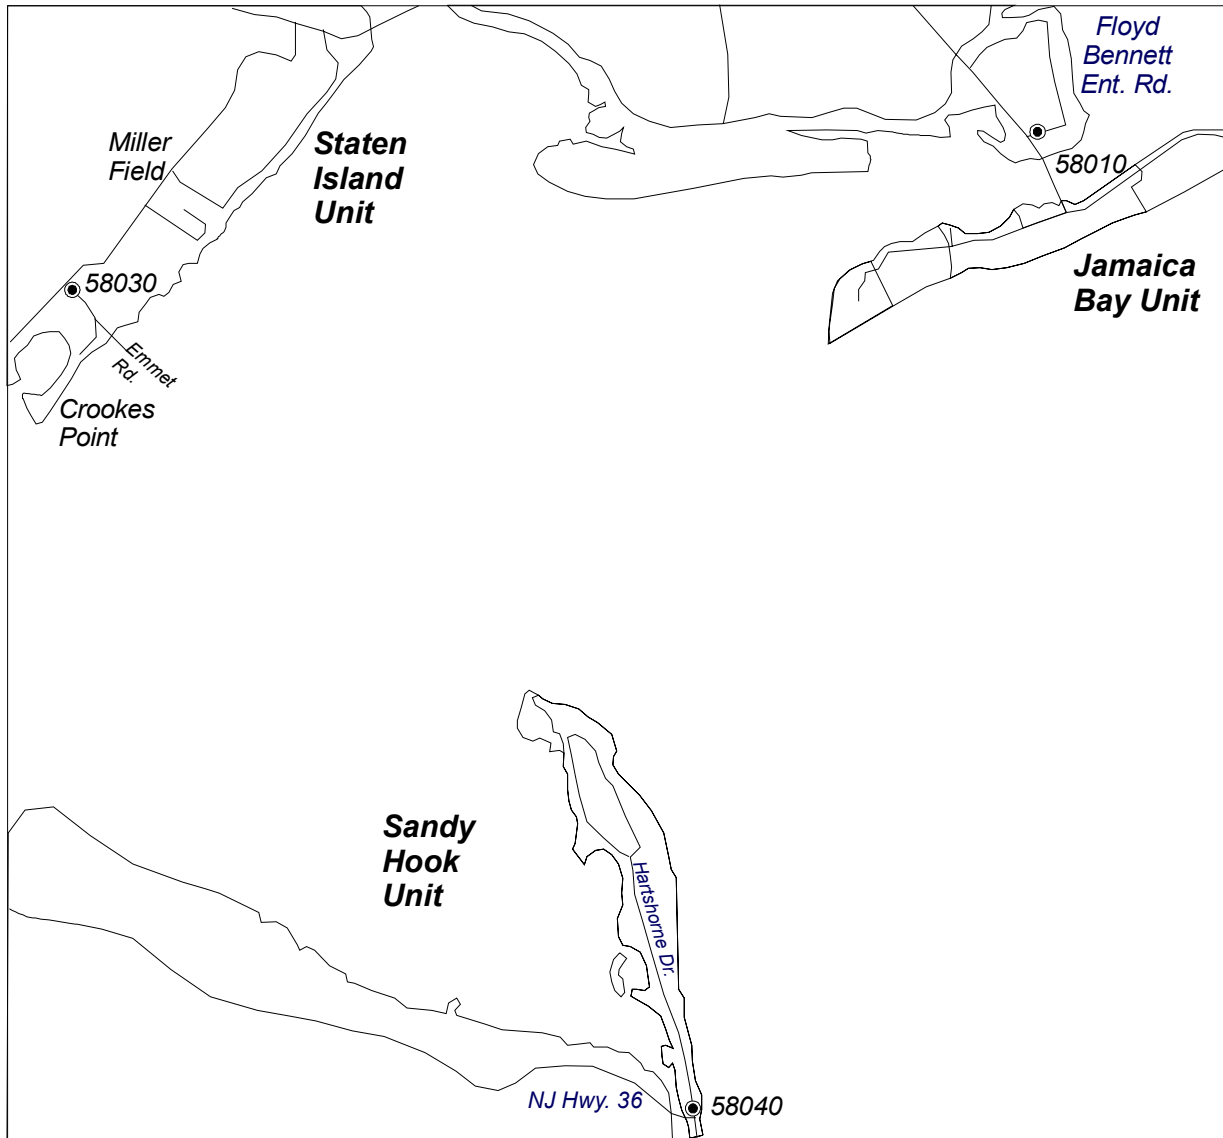 Floyd
Bennett
Ent. Rd.
Miller
Field
Staten
Island
Unit
58010
58030
Jamaica
Bay Unit
Emmet
Rd.
Crookes
Point
Sandy
Hook
Unit
Hartshorne Dr.
NJ Hwy. 36
58040